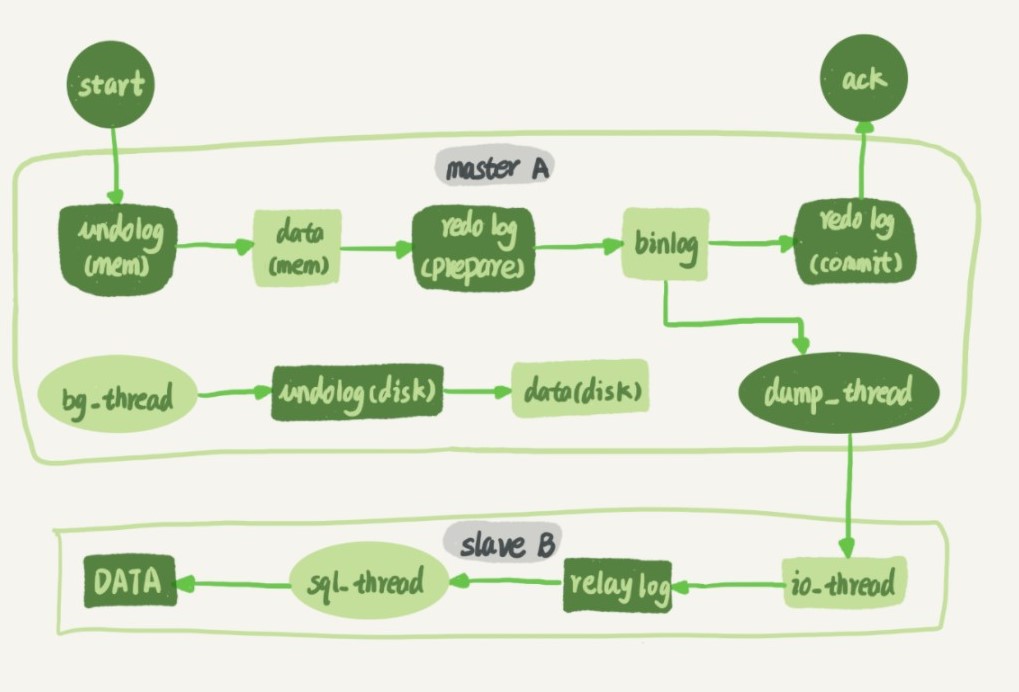 start
ack
master A
undolog
(mem)
data
(mem)
redo log
(prepare)
binlog
redo log
(commit)
bg_thread
undolog(disk)
data(disk)
dump_thread
slave B
DATA
sql_thread
relay log
io_thread